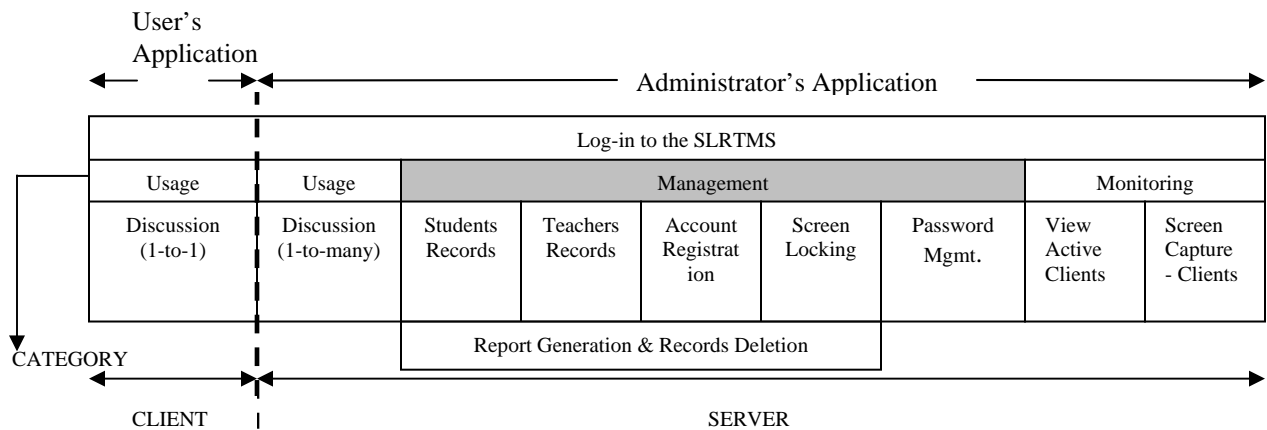 User’s
Application
Administrator’s Application
Log-in to the SLRTMS
Usage
Usage
Management
Monitoring
Discussion
(1-to-1)
Discussion
(1-to-many)
Students
Records
Teachers
Records
Account
Registrat
ion
Screen
Locking
Password
Mgmt.
View
Active
Clients
Screen
Capture
- Clients
Report Generation & Records Deletion
CATEGORY
CLIENT
SERVER